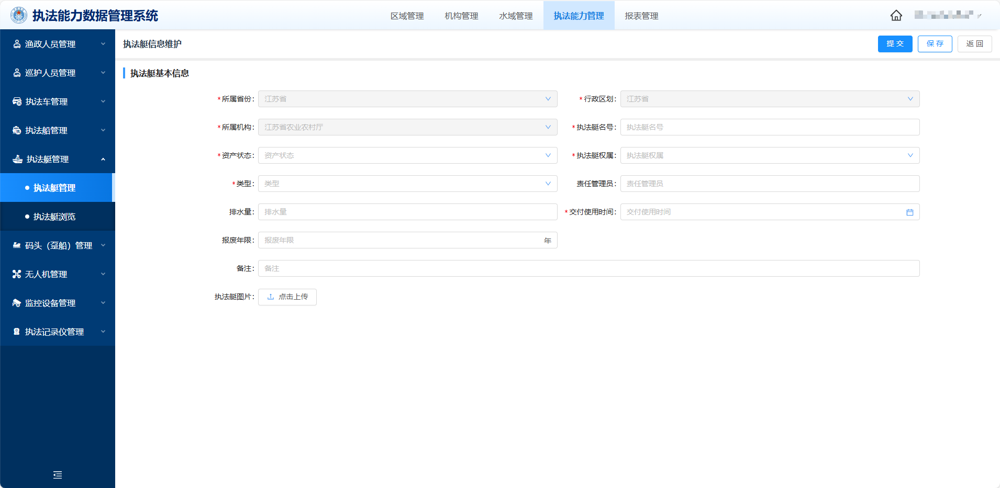 执法能力数据管理系统
区域管理 机构管理 水域管理 执法能力管理 报表管理
渔政人员管理
巡护人员管理
执法车管理
执法船管理
执法艇管理
执法艇管理
执法艇浏览
码头（趸船）管理
无人机管理
监控设备管理
执法记录仪管理
执法艇信息维护
提 交 保 存 返 回
执法艇基本信息
*所属省份: 江苏省 *行政区划: 江苏省
*所属机构: 江苏省农业农村厅 *执法艇名号: 执法艇名号
*资产状态: 资产状态 *执法艇权属: 执法艇权属
*类型: 类型 责任管理员: 责任管理员
排水量: 排水量 *交付使用时间: 交付使用时间
报废年限: 报废年限 年
备注: 备注
执法艇图片: 点击上传